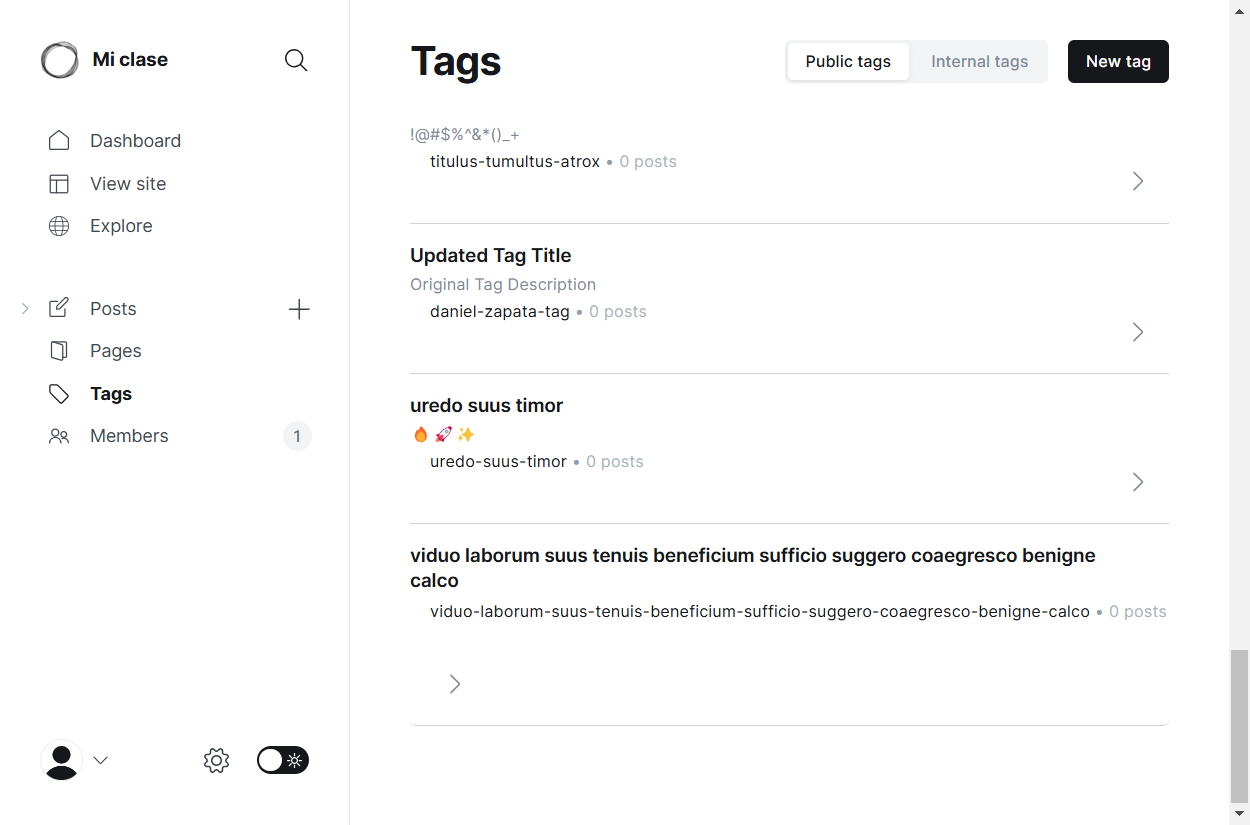 Mi clase
Dashboard
View site
Explore
Posts
Pages
Tags
Members
1
Tags
Public tags
Internal tags
New tag
!@#$%^&*()_+
titulus-tumultus-atrox • 0 posts
Updated Tag Title
Original Tag Description
daniel-zapata-tag • 0 posts
uredo suus timor
🔥🚀✨
uredo-suus-timor • 0 posts
viduo laborum suus tenuis beneficium sufficio suggero coaegresco benigne
calco
viduo-laborum-suus-tenuis-beneficium-sufficio-suggero-coaegresco-benigne-calco • 0 posts